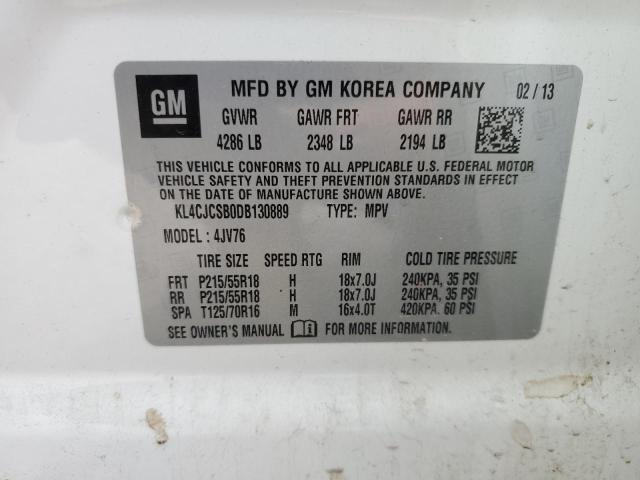 GM MFD BY GM KOREA COMPANY 02 / 13
GVWR GAWR FRT GAWR RR
4286 LB 2348 LB 2194 LB
THIS VEHICLE CONFORMS TO ALL APPLICABLE U.S. FEDERAL MOTOR
VEHICLE SAFETY AND THEFT PREVENTION STANDARDS IN EFFECT ON
THE DATE OF MANUFACTURE SHOWN ABOVE.
KL4CJCSB0DB130889 TYPE: MPV
MODEL : 4JV76
TIRE SIZE SPEED RTG RIM COLD TIRE PRESSURE
FRT P215/55R18 H 18x7.0J 240KPA, 35 PSI
RR P215/55R18 H 18x7.0J 240KPA, 35 PSI
SPA T125/70R16 M 16x4.0T 420KPA. 60 PSI
SEE OWNER'S MANUAL FOR MORE INFORMATION.